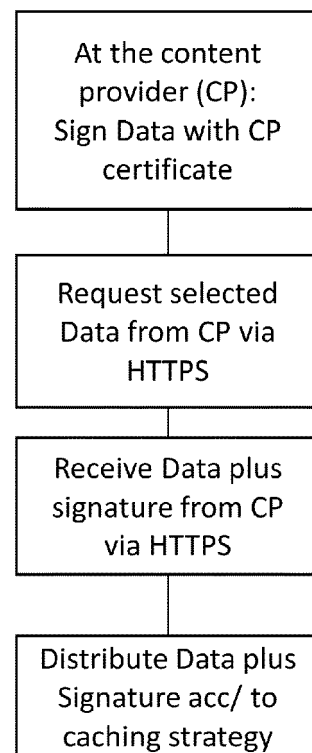 At the content
provider (CP):
Sign Data with CP
certificate
Request selected
Data from CP via
HTTPS
Receive Data plus
signature from CP
via HTTPS
Distribute Data plus
Signature acc/ to
caching strategy